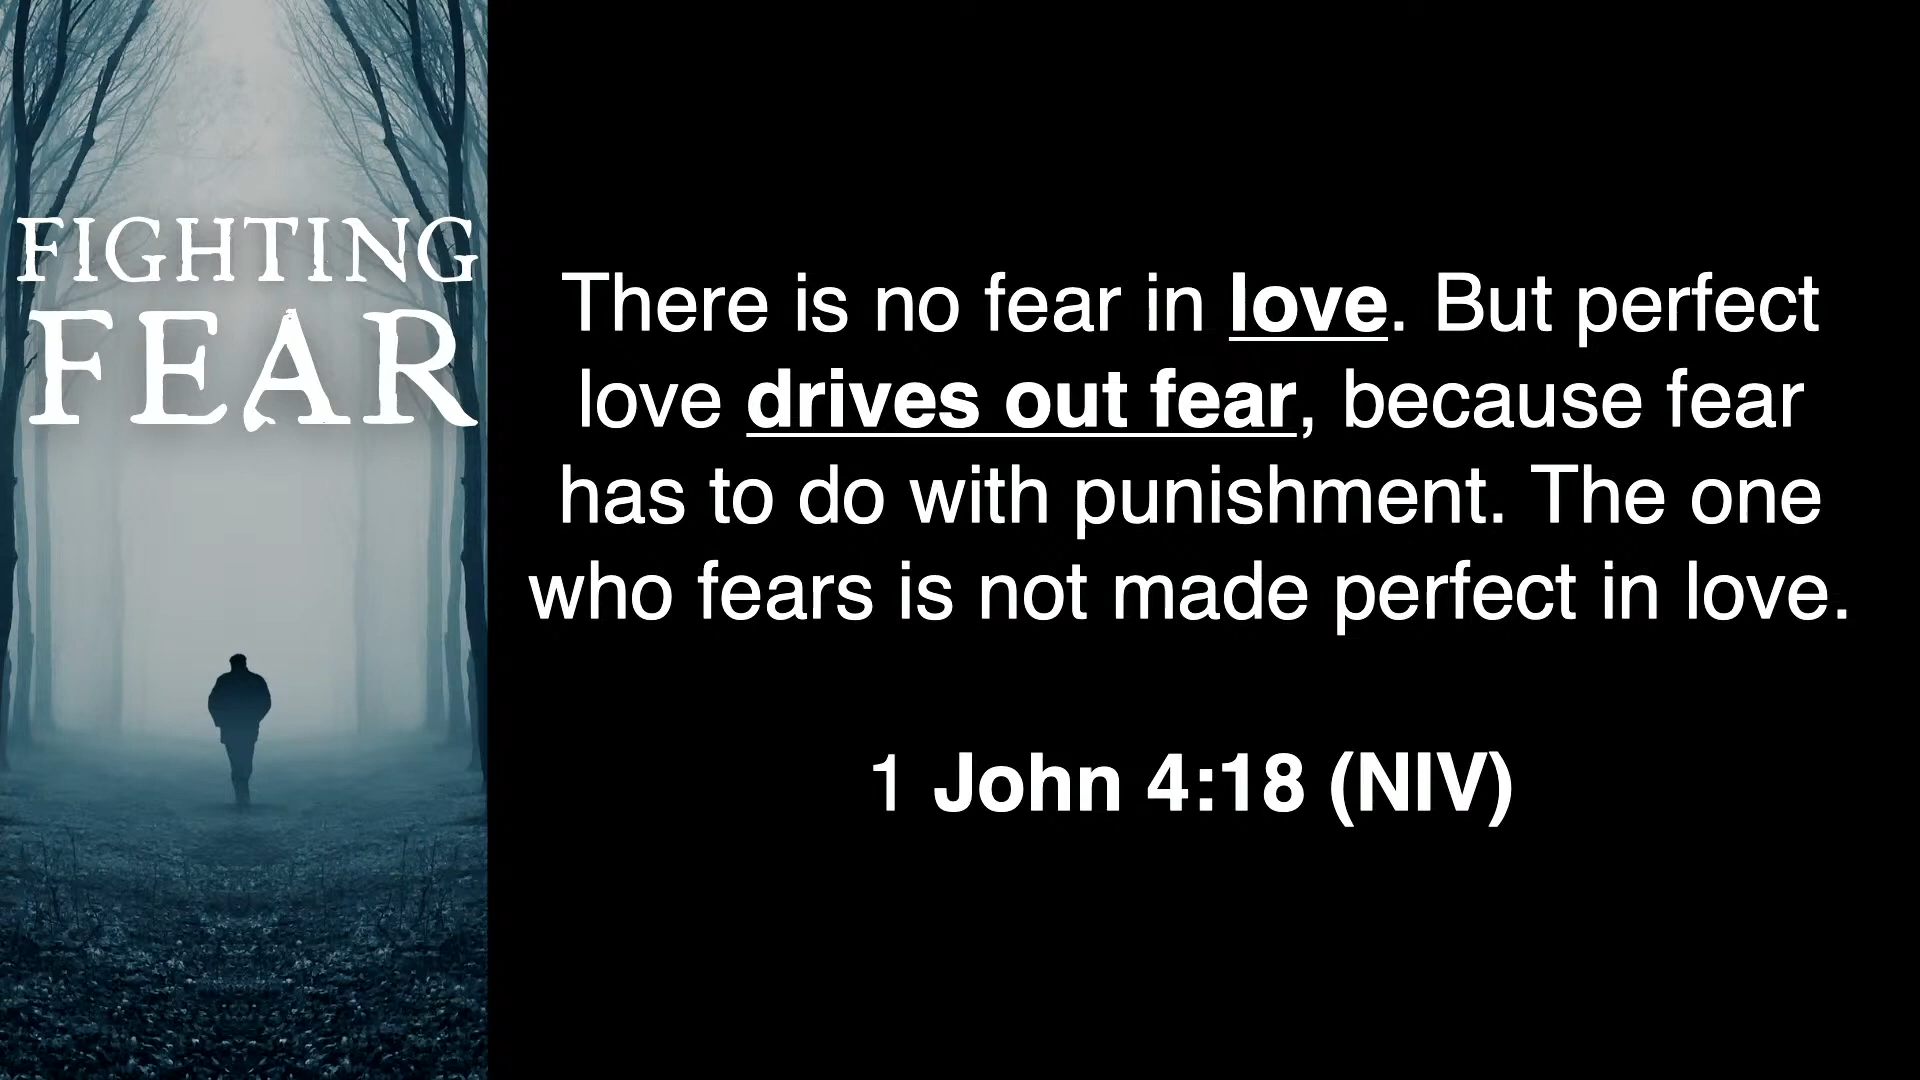 FIGHTING
FEAR
There is no fear in love. But perfect
love drives out fear, because fear
has to do with punishment. The one
who fears is not made perfect in love.
1 John 4:18 (NIV)